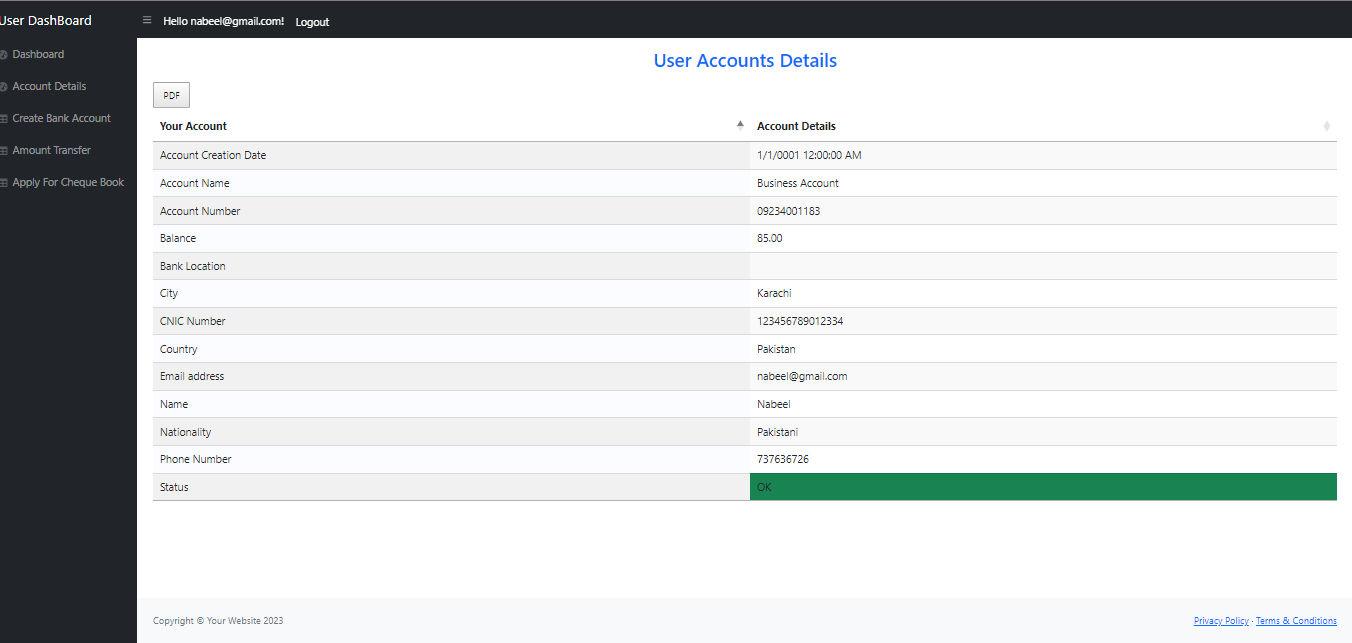 User DashBoard
☰ Hello nabeel@gmail.com! Logout
Dashboard
Account Details
Create Bank Account
Amount Transfer
Apply For Cheque Book
User Accounts Details
PDF
Your Account Account Details
Account Creation Date 1/1/0001 12:00:00 AM
Account Name Business Account
Account Number 09234001183
Balance 85.00
Bank Location
City Karachi
CNIC Number 123456789012334
Country Pakistan
Email address nabeel@gmail.com
Name Nabeel
Nationality Pakistani
Phone Number 737636726
Status OK
Copyright © Your Website 2023 Privacy Policy · Terms & Conditions